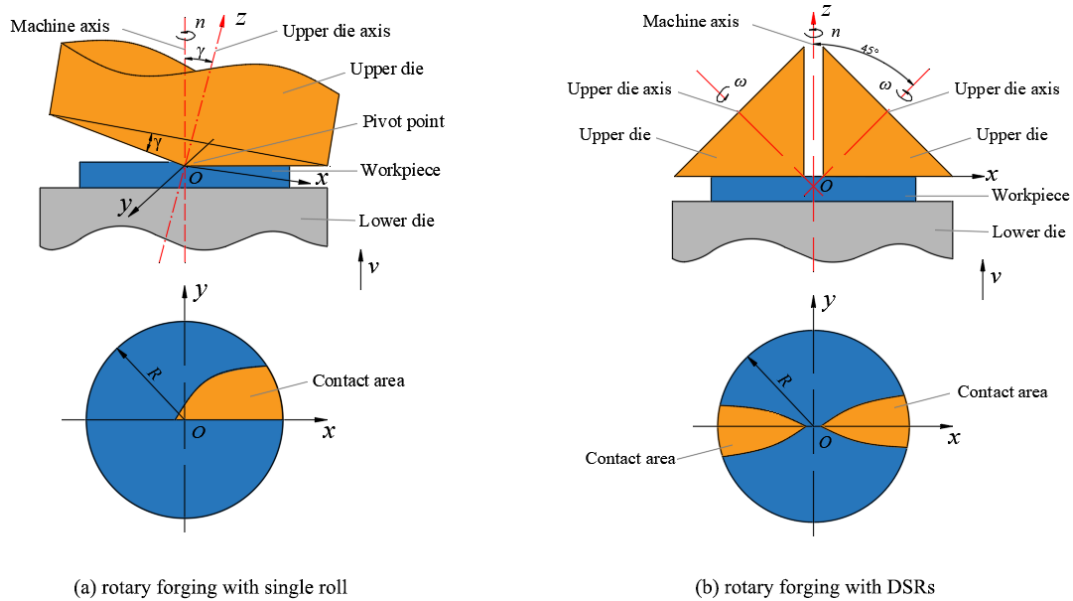 Machine axis
n
z
Upper die axis
γ
Upper die
γ
Pivot point
Workpiece
O
x
y
Lower die
v
y
R
Contact area
O
x
(a) rotary forging with single roll
z
Machine axis
n
45°
ω
ω
Upper die axis
Upper die axis
Upper die
Upper die
O
x
Workpiece
Lower die
v
y
R
Contact area
O
x
Contact area
(b) rotary forging with DSRs